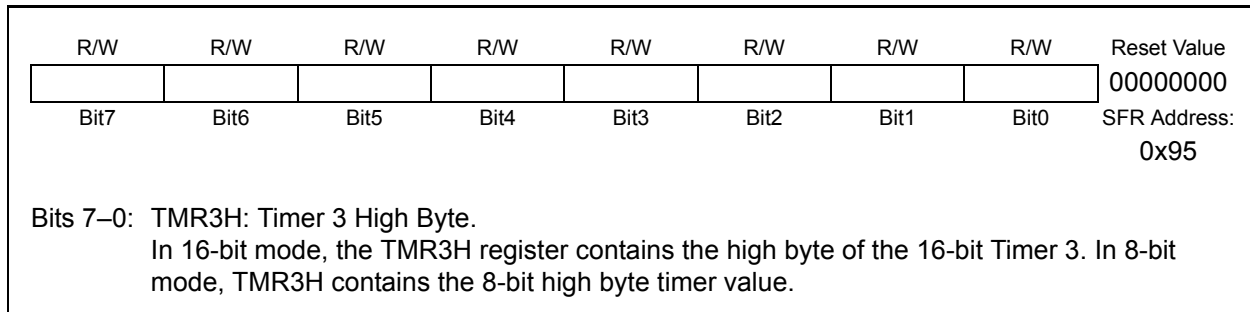 R/W R/W R/W R/W R/W R/W R/W R/W Reset Value
00000000
Bit7 Bit6 Bit5 Bit4 Bit3 Bit2 Bit1 Bit0 SFR Address:
0x95
Bits 7–0: TMR3H: Timer 3 High Byte.
In 16-bit mode, the TMR3H register contains the high byte of the 16-bit Timer 3. In 8-bit
mode, TMR3H contains the 8-bit high byte timer value.